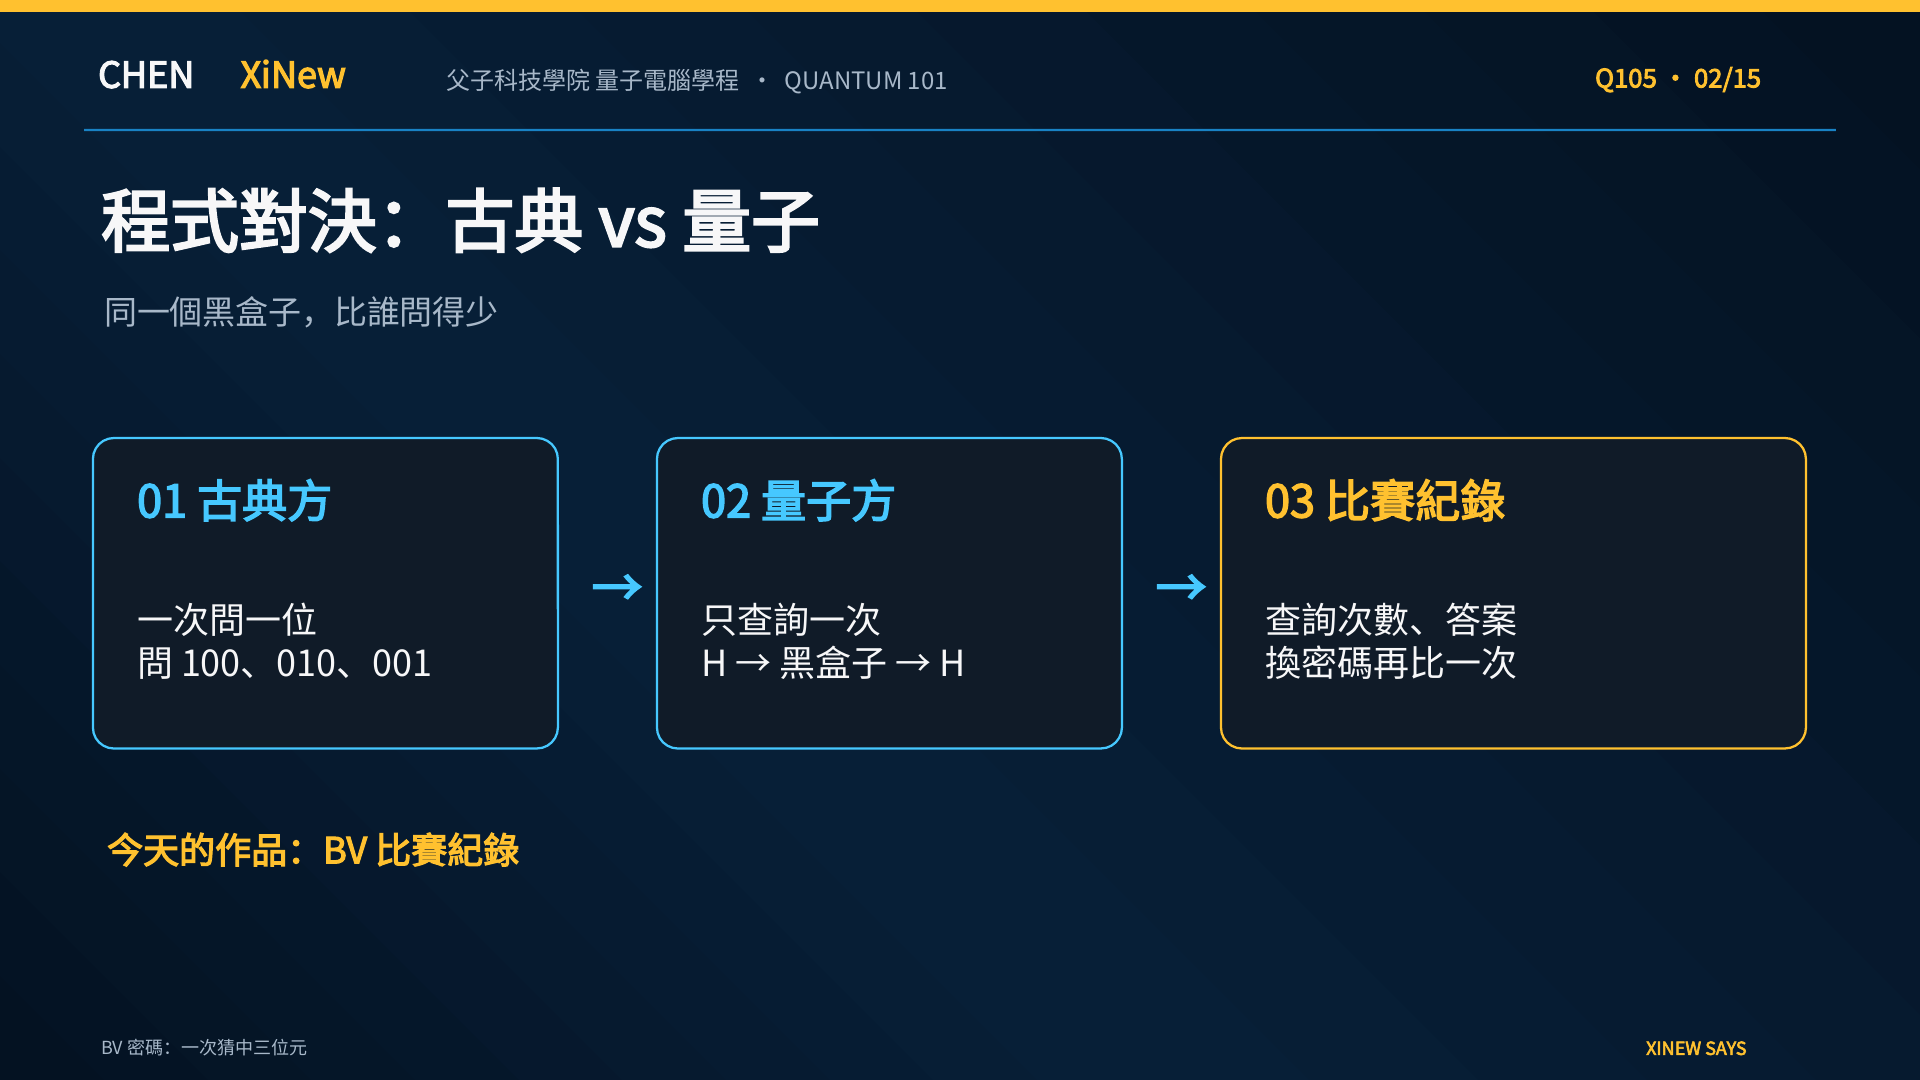 CHEN XiNew 父子科技學院 量子電腦學程 · QUANTUM 101 Q105 · 02/15
程式對決：古典 vs 量子
同一個黑盒子，比誰問得少
01 古典方
一次問一位
問 100、010、001
→
02 量子方
只查詢一次
H → 黑盒子 → H
→
03 比賽紀錄
查詢次數、答案
換密碼再比一次
今天的作品：BV 比賽紀錄
BV 密碼：一次猜中三位元
XINEW SAYS